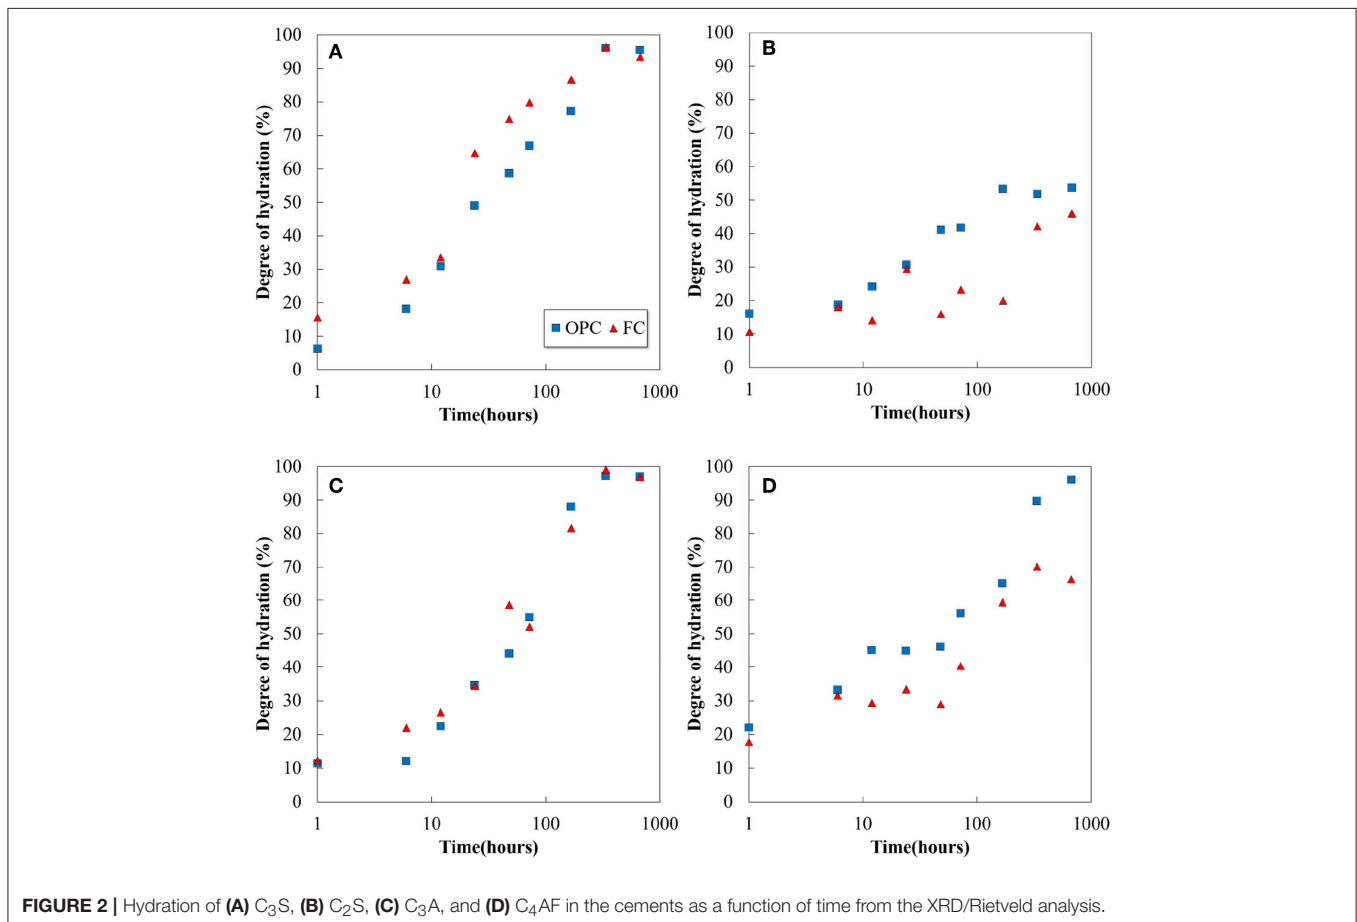 A
Degree of hydration (%)
100
90
80
70
60
50
40
30
20
10
0
OPC FC
1 10 100 1000
Time(hours)
B
Degree of hydration (%)
100
90
80
70
60
50
40
30
20
10
0
1 10 100 1000
Time(hours)
C
Degree of hydration (%)
100
90
80
70
60
50
40
30
20
10
0
1 10 100 1000
Time(hours)
D
Degree of hydration (%)
100
90
80
70
60
50
40
30
20
10
0
1 10 100 1000
Time(hours)
FIGURE 2 | Hydration of (A) C₃S, (B) C₂S, (C) C₃A, and (D) C₄AF in the cements as a function of time from the XRD/Rietveld analysis.